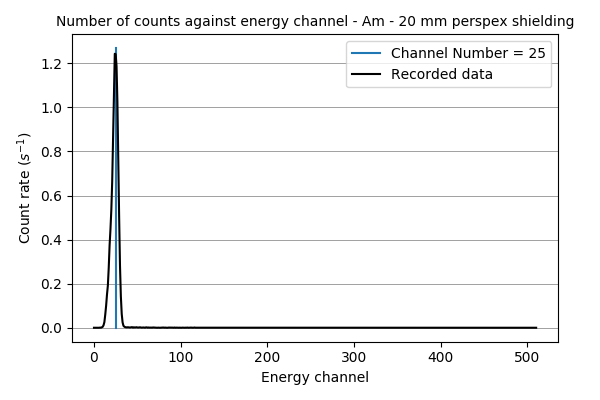 Number of counts against energy channel - Am - 20 mm perspex shielding
Channel Number = 25
Recorded data
Count rate (s⁻¹)
1.2
1.0
0.8
0.6
0.4
0.2
0.0
0 100 200 300 400 500
Energy channel